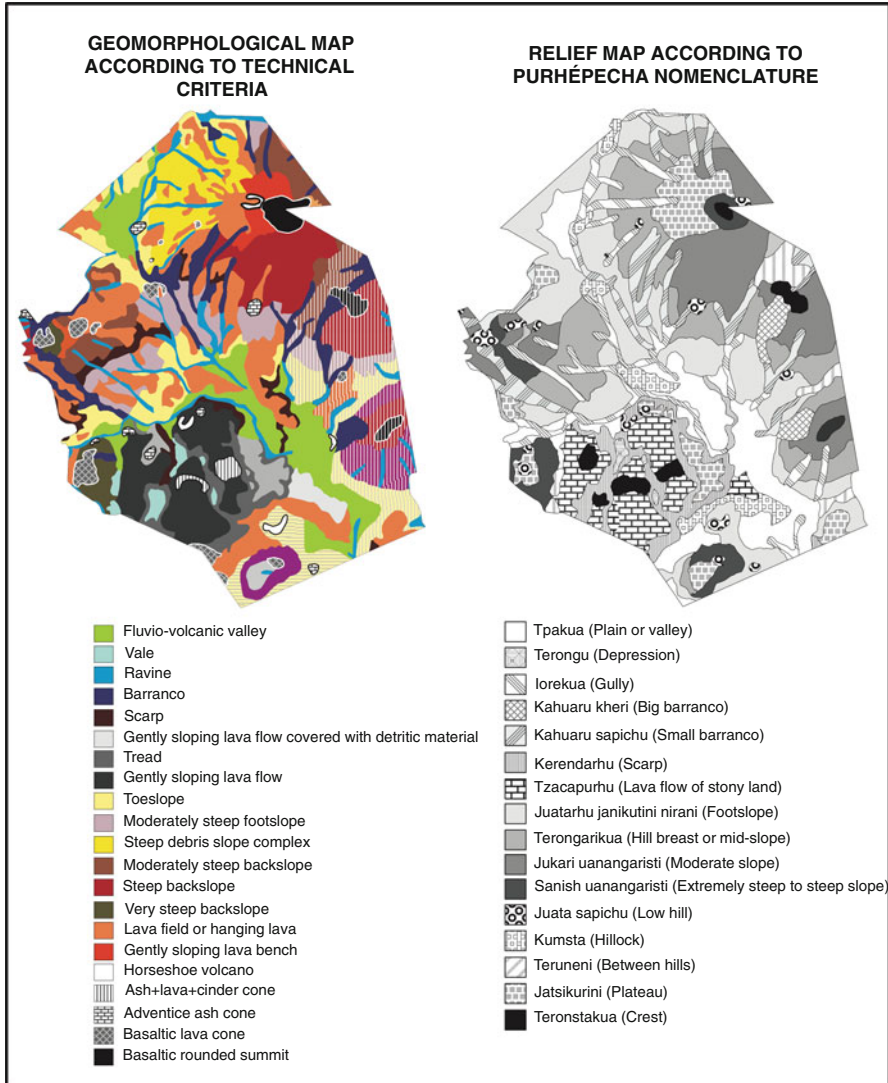 GEOMORPHOLOGICAL MAP
ACCORDING TO TECHNICAL
CRITERIA
RELIEF MAP ACCORDING TO
PURHÉPECHA NOMENCLATURE
Fluvio-volcanic valley
Vale
Ravine
Barranco
Scarp
Gently sloping lava flow covered with detritic material
Tread
Gently sloping lava flow
Toeslope
Moderately steep footslope
Steep debris slope complex
Moderately steep backslope
Steep backslope
Very steep backslope
Lava field or hanging lava
Gently sloping lava bench
Horseshoe volcano
Ash+lava+cinder cone
Adventice ash cone
Basaltic lava cone
Basaltic rounded summit
Tpakua (Plain or valley)
Terongu (Depression)
Iorekua (Gully)
Kahuaru kheri (Big barranco)
Kahuaru sapichu (Small barranco)
Kerendarhu (Scarp)
Tzacapurhu (Lava flow of stony land)
Juatarhu janikutini nirani (Footslope)
Terongarikua (Hill breast or mid-slope)
Jukari uanangaristi (Moderate slope)
Sanish uanangaristi (Extremely steep to steep slope)
Juata sapichu (Low hill)
Kumsta (Hillock)
Teruneni (Between hills)
Jatsikurini (Plateau)
Teronstakua (Crest)